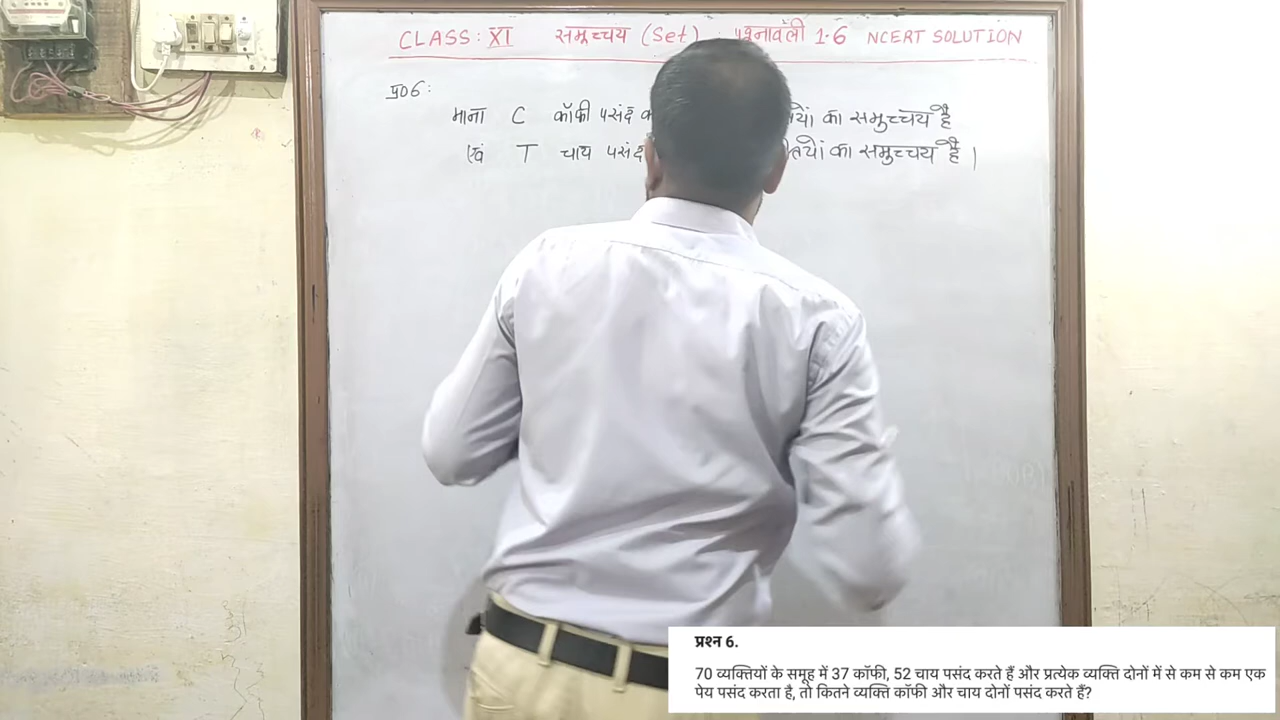 CLASS: XI समुच्चय (Set) : प्रश्नावली 1.6 NCERT SOLUTION
प्र06:
माना C कॉफी पसंद का समुच्चय है
एवं T चाय पसंद का समुच्चय है |
प्रश्न 6.
70 व्यक्तियों के समूह में 37 कॉफी, 52 चाय पसंद करते हैं और प्रत्येक व्यक्ति दोनों में से कम से कम एक
पेय पसंद करता है, तो कितने व्यक्ति कॉफी और चाय दोनों पसंद करते हैं?